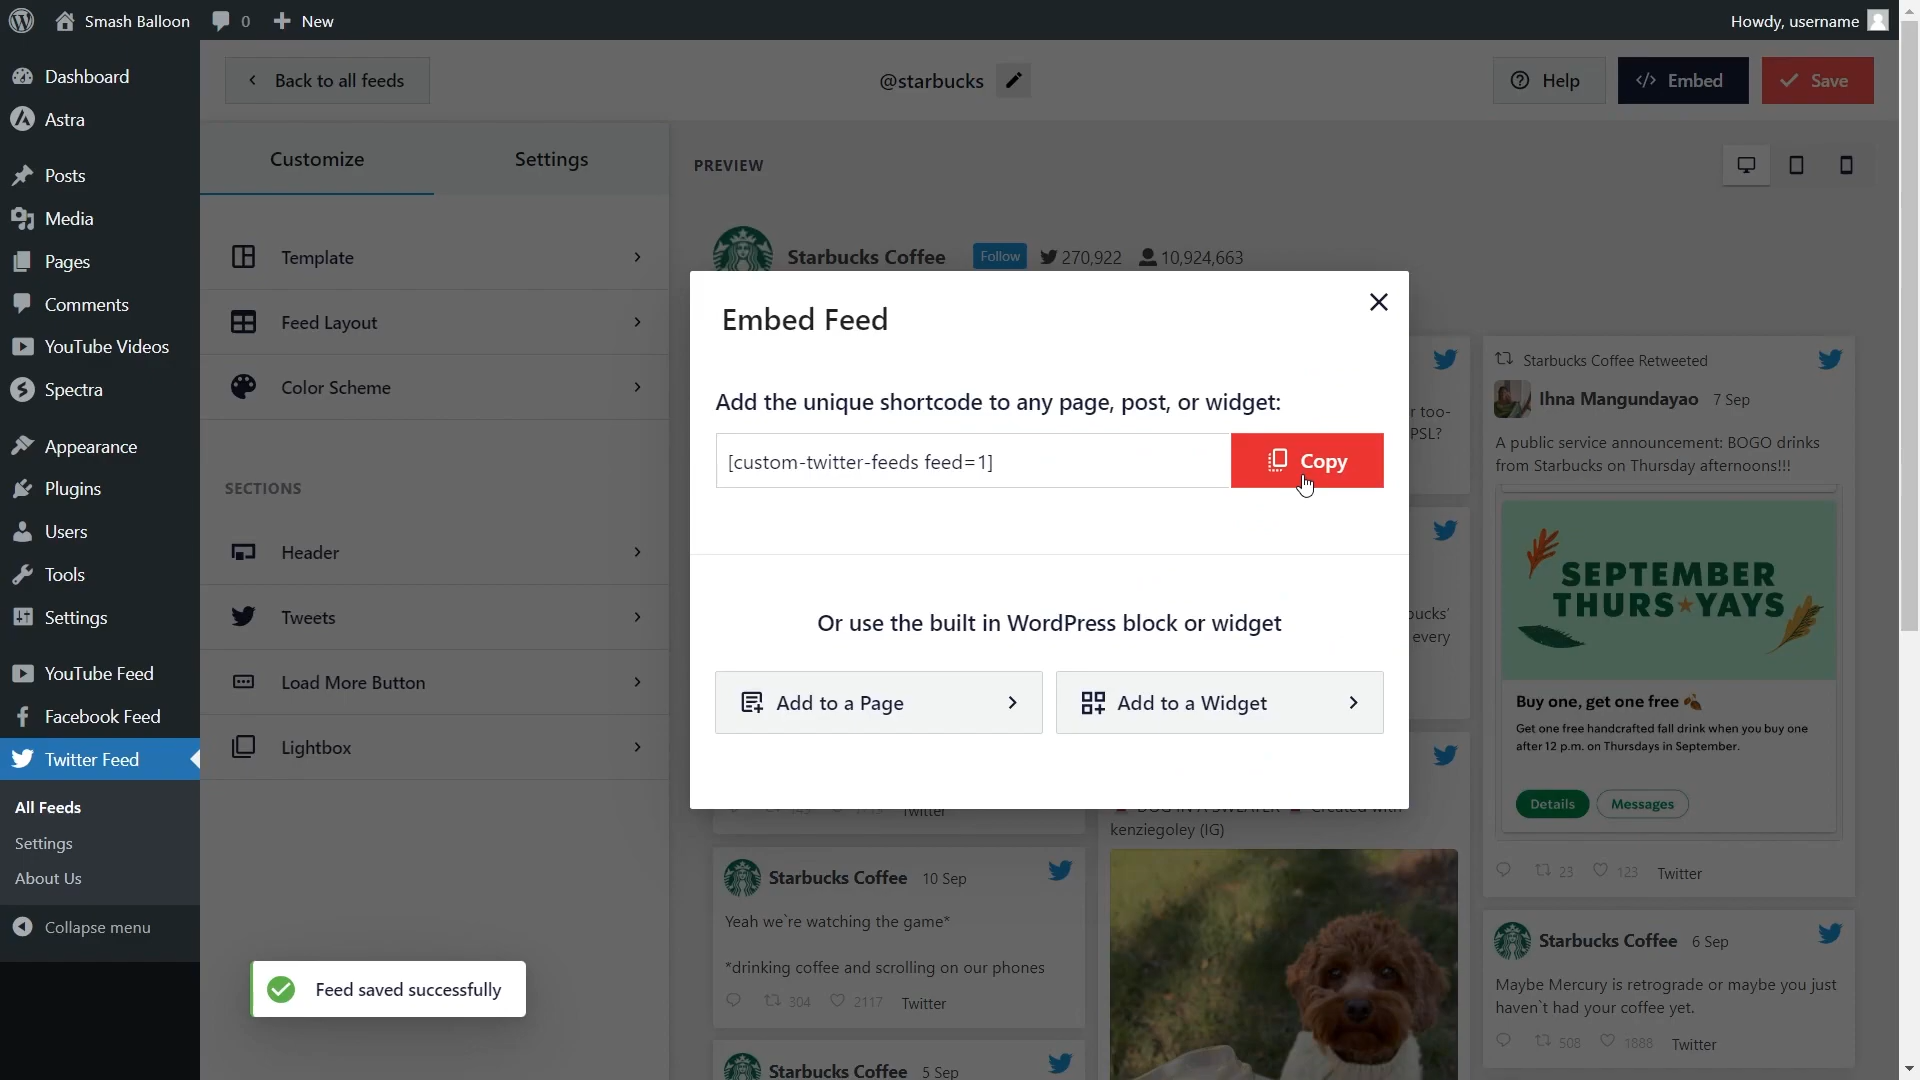 Smash Balloon
0
New
Howdy, username
Dashboard
Astra
Posts
Media
Pages
Comments
YouTube Videos
Spectra
Appearance
Plugins
Users
Tools
Settings
YouTube Feed
Facebook Feed
Twitter Feed
All Feeds
Settings
About Us
Collapse menu
Back to all feeds
@starbucks
Help
</> Embed
Save
Customize
Settings
Template
Feed Layout
Color Scheme
SECTIONS
Header
Tweets
Load More Button
Lightbox
Feed saved successfully
PREVIEW
Starbucks Coffee
Follow
270,922
10,924,663
Embed Feed
Add the unique shortcode to any page, post, or widget:
[custom-twitter-feeds feed=1]
Copy
Or use the built in WordPress block or widget
Add to a Page
Add to a Widget
Twitter
Starbucks Coffee 10 Sep
Yeah we`re watching the game*
*drinking coffee and scrolling on our phones
304 2117 Twitter
Starbucks Coffee 5 Sep
r too-
PSL?
bucks'
every
kenziegoley (IG)
Starbucks Coffee Retweeted
Ihna Mangundayao 7 Sep
A public service announcement: BOGO drinks
from Starbucks on Thursday afternoons!!!
SEPTEMBER
THURS★YAYS
Buy one, get one free
Get one free handcrafted fall drink when you buy one
after 12 p.m. on Thursdays in September.
Details
Messages
23 123 Twitter
Starbucks Coffee 6 Sep
Maybe Mercury is retrograde or maybe you just
haven`t had your coffee yet.
508 1888 Twitter